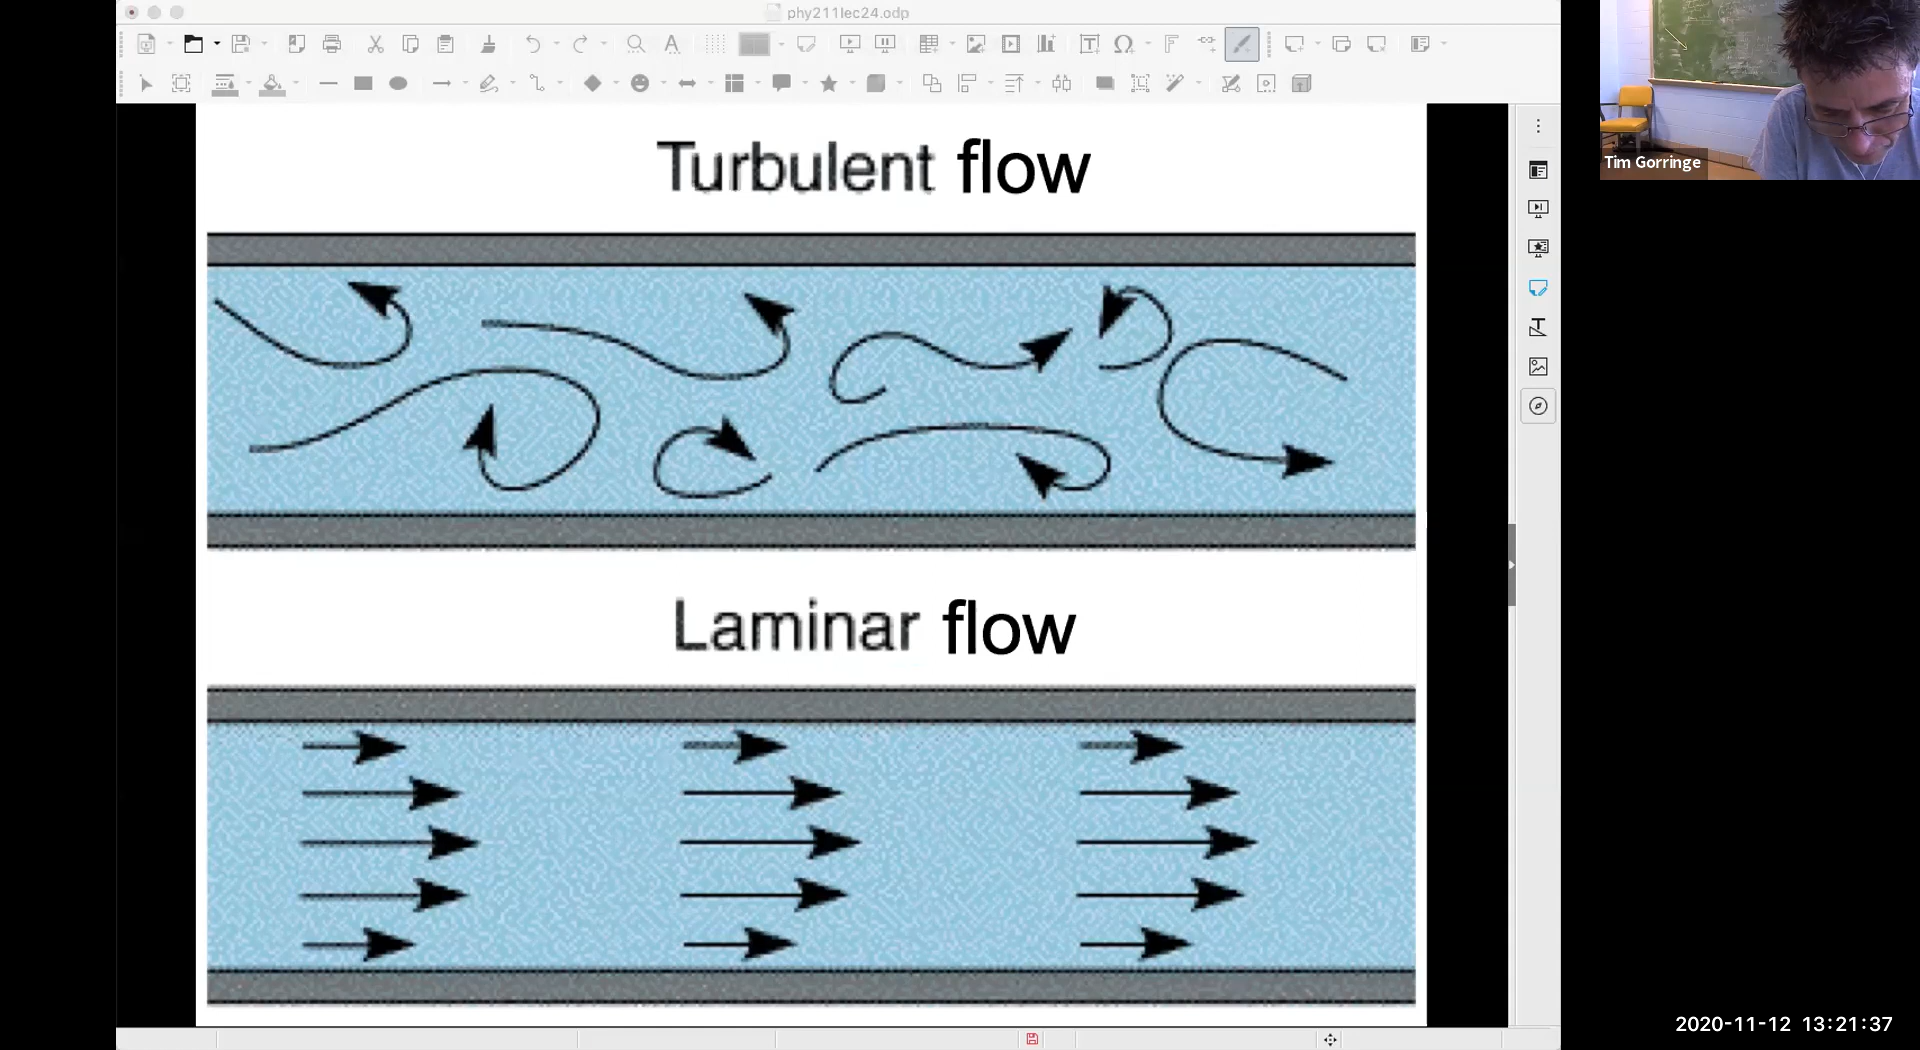 phy211lec24.odp
Turbulent flow
Laminar flow
Tim Gorringe
2020-11-12 13:21:37